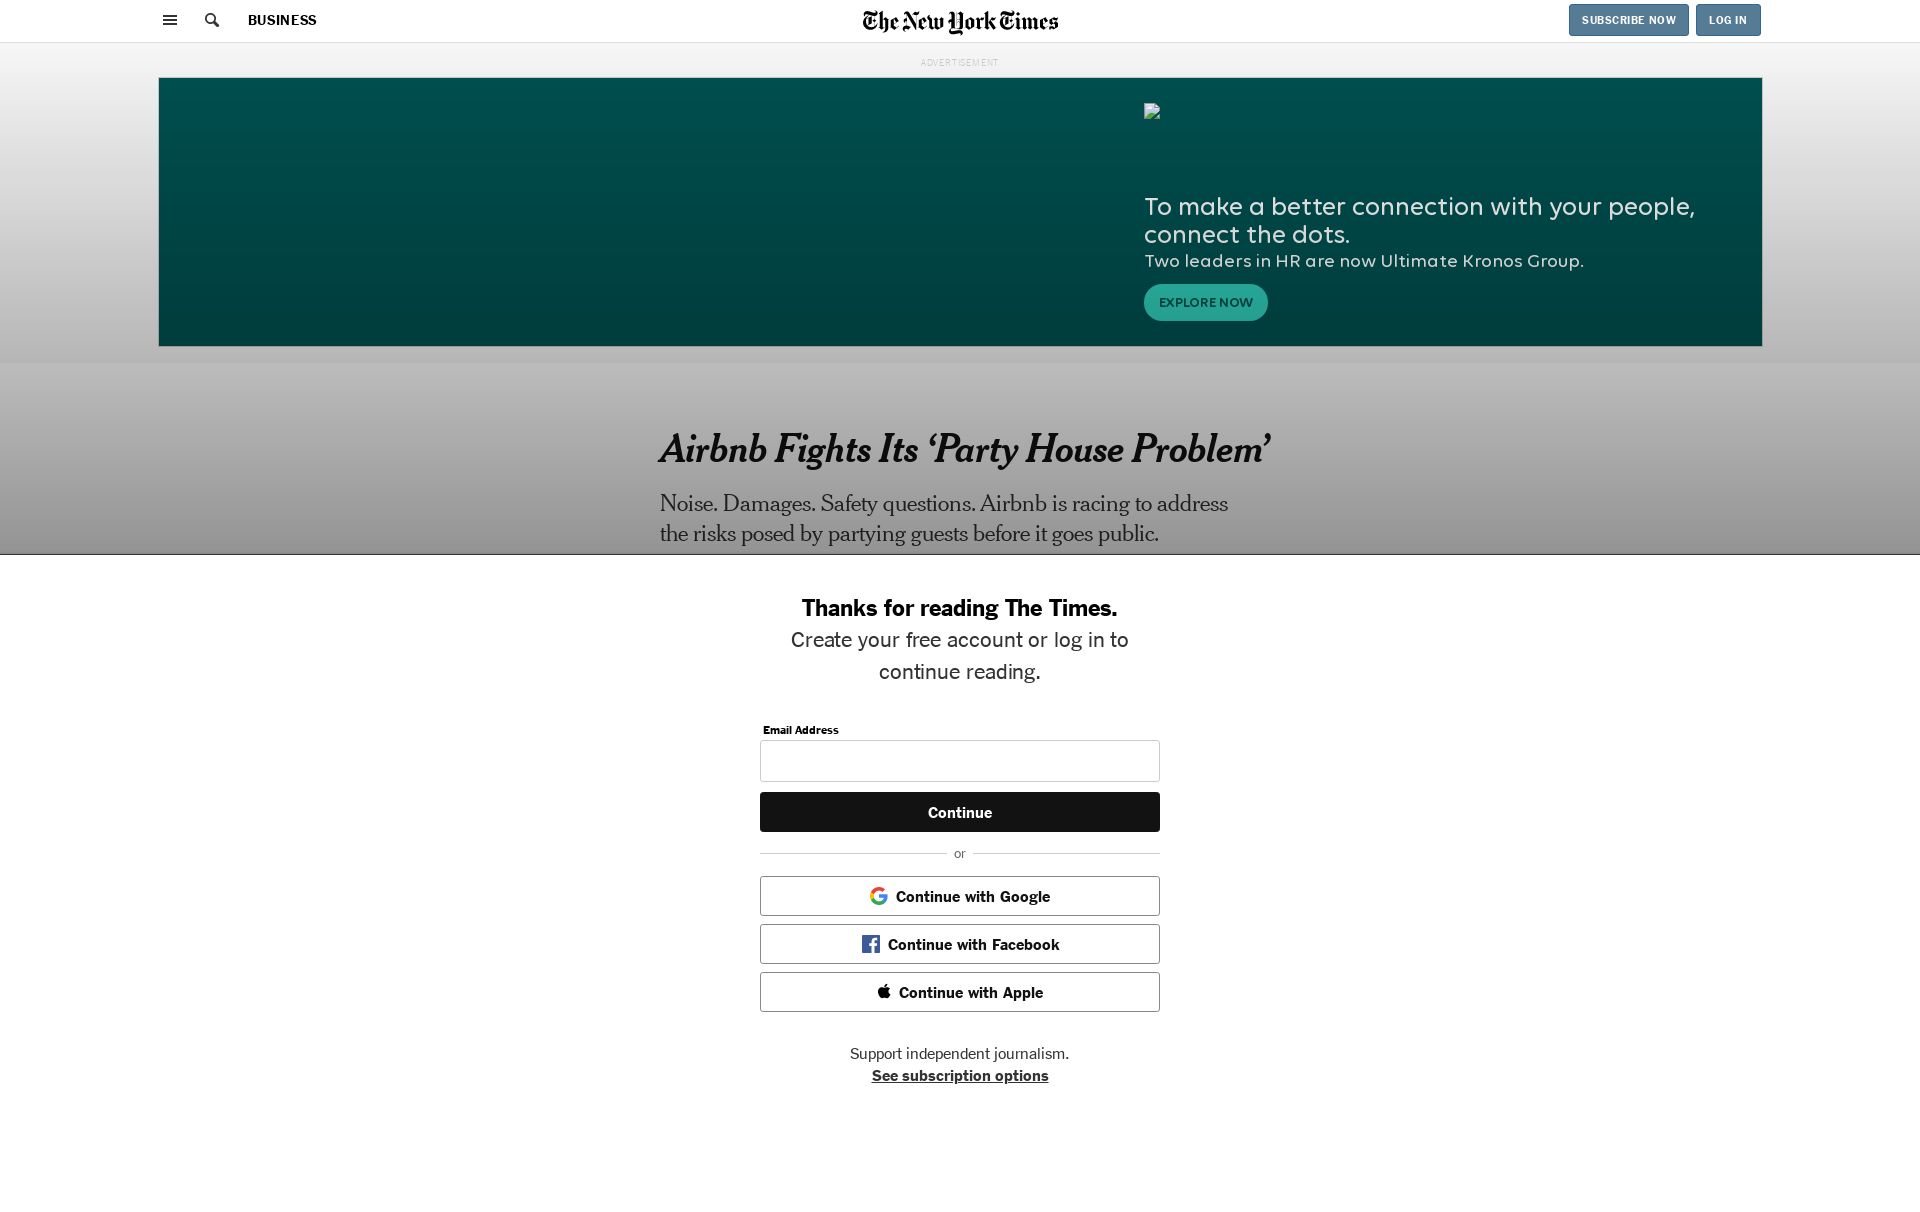 BUSINESS
The New York Times
SUBSCRIBE NOW
LOG IN
ADVERTISEMENT
To make a better connection with your people,
connect the dots.
Two leaders in HR are now Ultimate Kronos Group.
EXPLORE NOW
Airbnb Fights Its ‘Party House Problem’
Noise. Damages. Safety questions. Airbnb is racing to address
the risks posed by partying guests before it goes public.
Thanks for reading The Times.
Create your free account or log in to
continue reading.
Email Address
Continue
or
Continue with Google
Continue with Facebook
Continue with Apple
Support independent journalism.
See subscription options